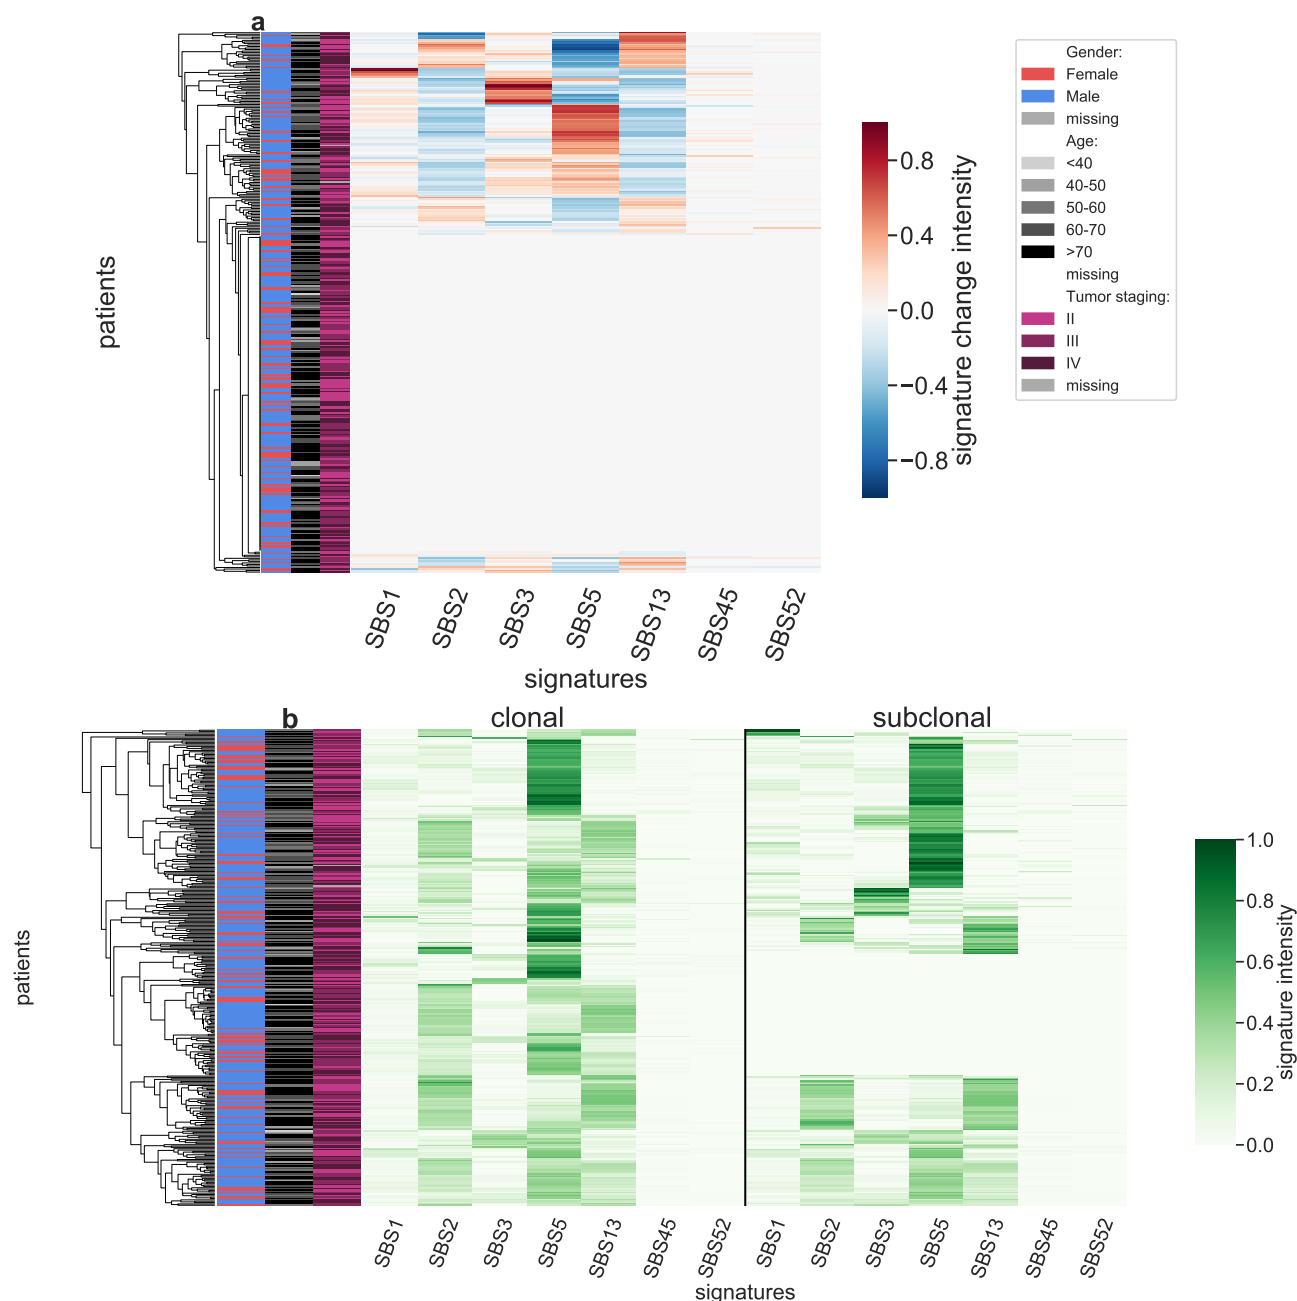 a
patients
SBS1
SBS2
SBS3
SBS5
SBS13
SBS45
SBS52
signatures
0.8
0.4
0.0
−0.4
−0.8
signature change intensity
Gender:
Female
Male
missing
Age:
<40
40-50
50-60
60-70
>70
missing
Tumor staging:
II
III
IV
missing
b
clonal
subclonal
patients
SBS1
SBS2
SBS3
SBS5
SBS13
SBS45
SBS52
SBS1
SBS2
SBS3
SBS5
SBS13
SBS45
SBS52
signatures
1.0
0.8
0.6
0.4
0.2
0.0
signature intensity